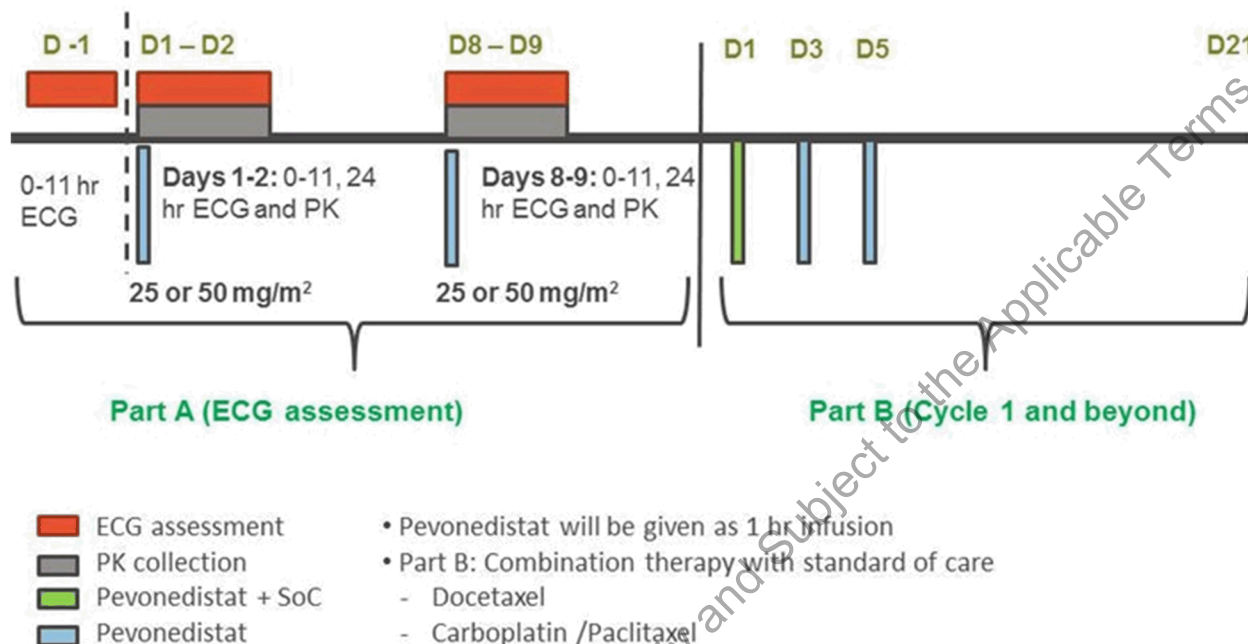 D -1
D1 – D2
D8 – D9
D1
D3
D5
D21
0-11 hr
ECG
Days 1-2: 0-11, 24
hr ECG and PK
Days 8-9: 0-11, 24
hr ECG and PK
25 or 50 mg/m²
25 or 50 mg/m²
Part A (ECG assessment)
Part B (Cycle 1 and beyond)
ECG assessment
PK collection
Pevonedistat + SoC
Pevonedistat
• Pevonedistat will be given as 1 hr infusion
• Part B: Combination therapy with standard of care
- Docetaxel
- Carboplatin /Paclitaxel
and Subject to the Applicable Terms